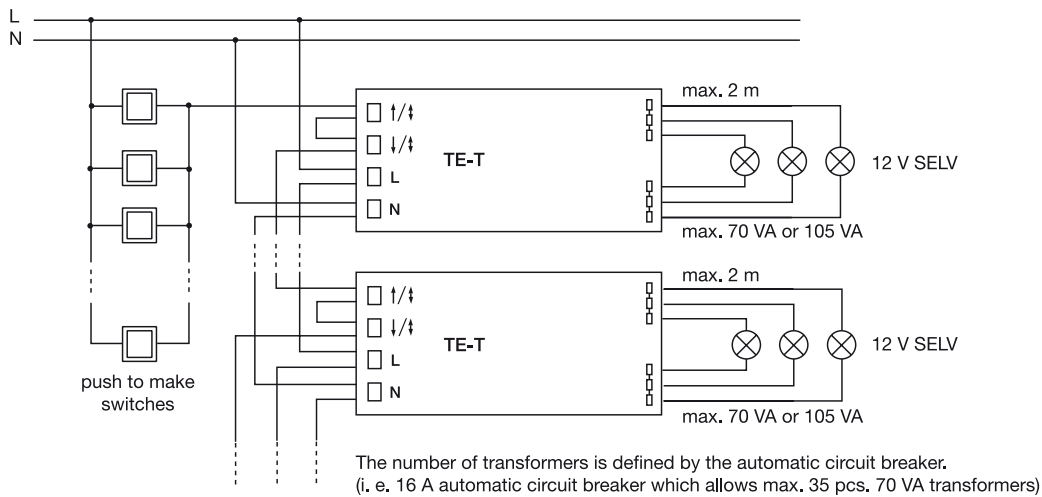 L
N
max. 2 m
↑/↕
↓/↕
TE-T
L
N
12 V SELV
max. 70 VA or 105 VA
max. 2 m
↑/↕
↓/↕
TE-T
L
N
12 V SELV
max. 70 VA or 105 VA
push to make
switches
The number of transformers is defined by the automatic circuit breaker.
(i. e. 16 A automatic circuit breaker which allows max. 35 pcs. 70 VA transformers)